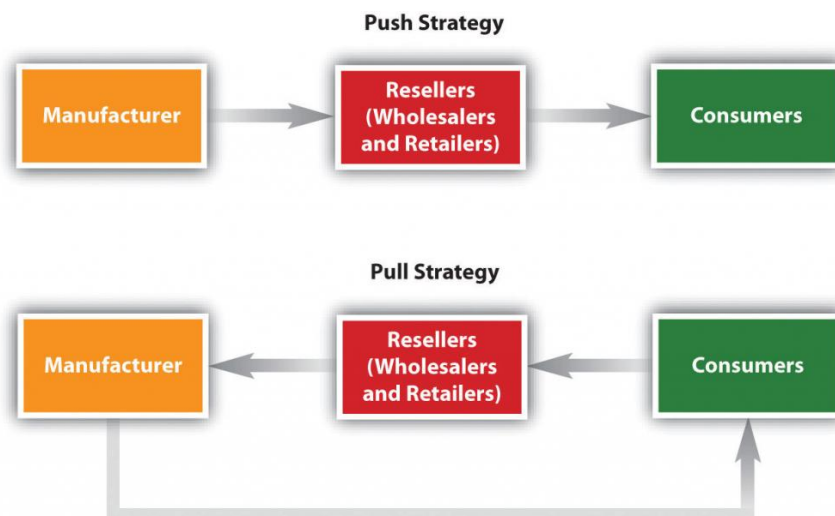 Push Strategy
Manufacturer
Resellers
(Wholesalers
and Retailers)
Consumers
Pull Strategy
Manufacturer
Resellers
(Wholesalers
and Retailers)
Consumers